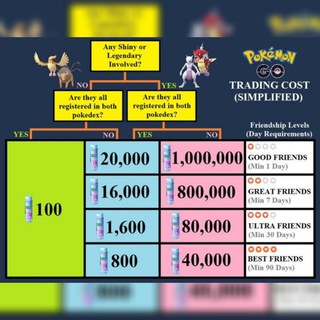 Any Shiny or
Legendary
Involved?
POKéMON
GO
TRADING COST
(SIMPLIFIED)
NO
YES
Are they all
registered in both
pokedex?
Are they all
registered in both
pokedex?
Friendship Levels
(Day Requirements)
YES
NO
YES
NO
100
20,000
1,000,000
GOOD FRIENDS
(Min 1 Day)
16,000
800,000
GREAT FRIENDS
(Min 7 Days)
1,600
80,000
ULTRA FRIENDS
(Min 30 Days)
800
40,000
BEST FRIENDS
(Min 90 Days)